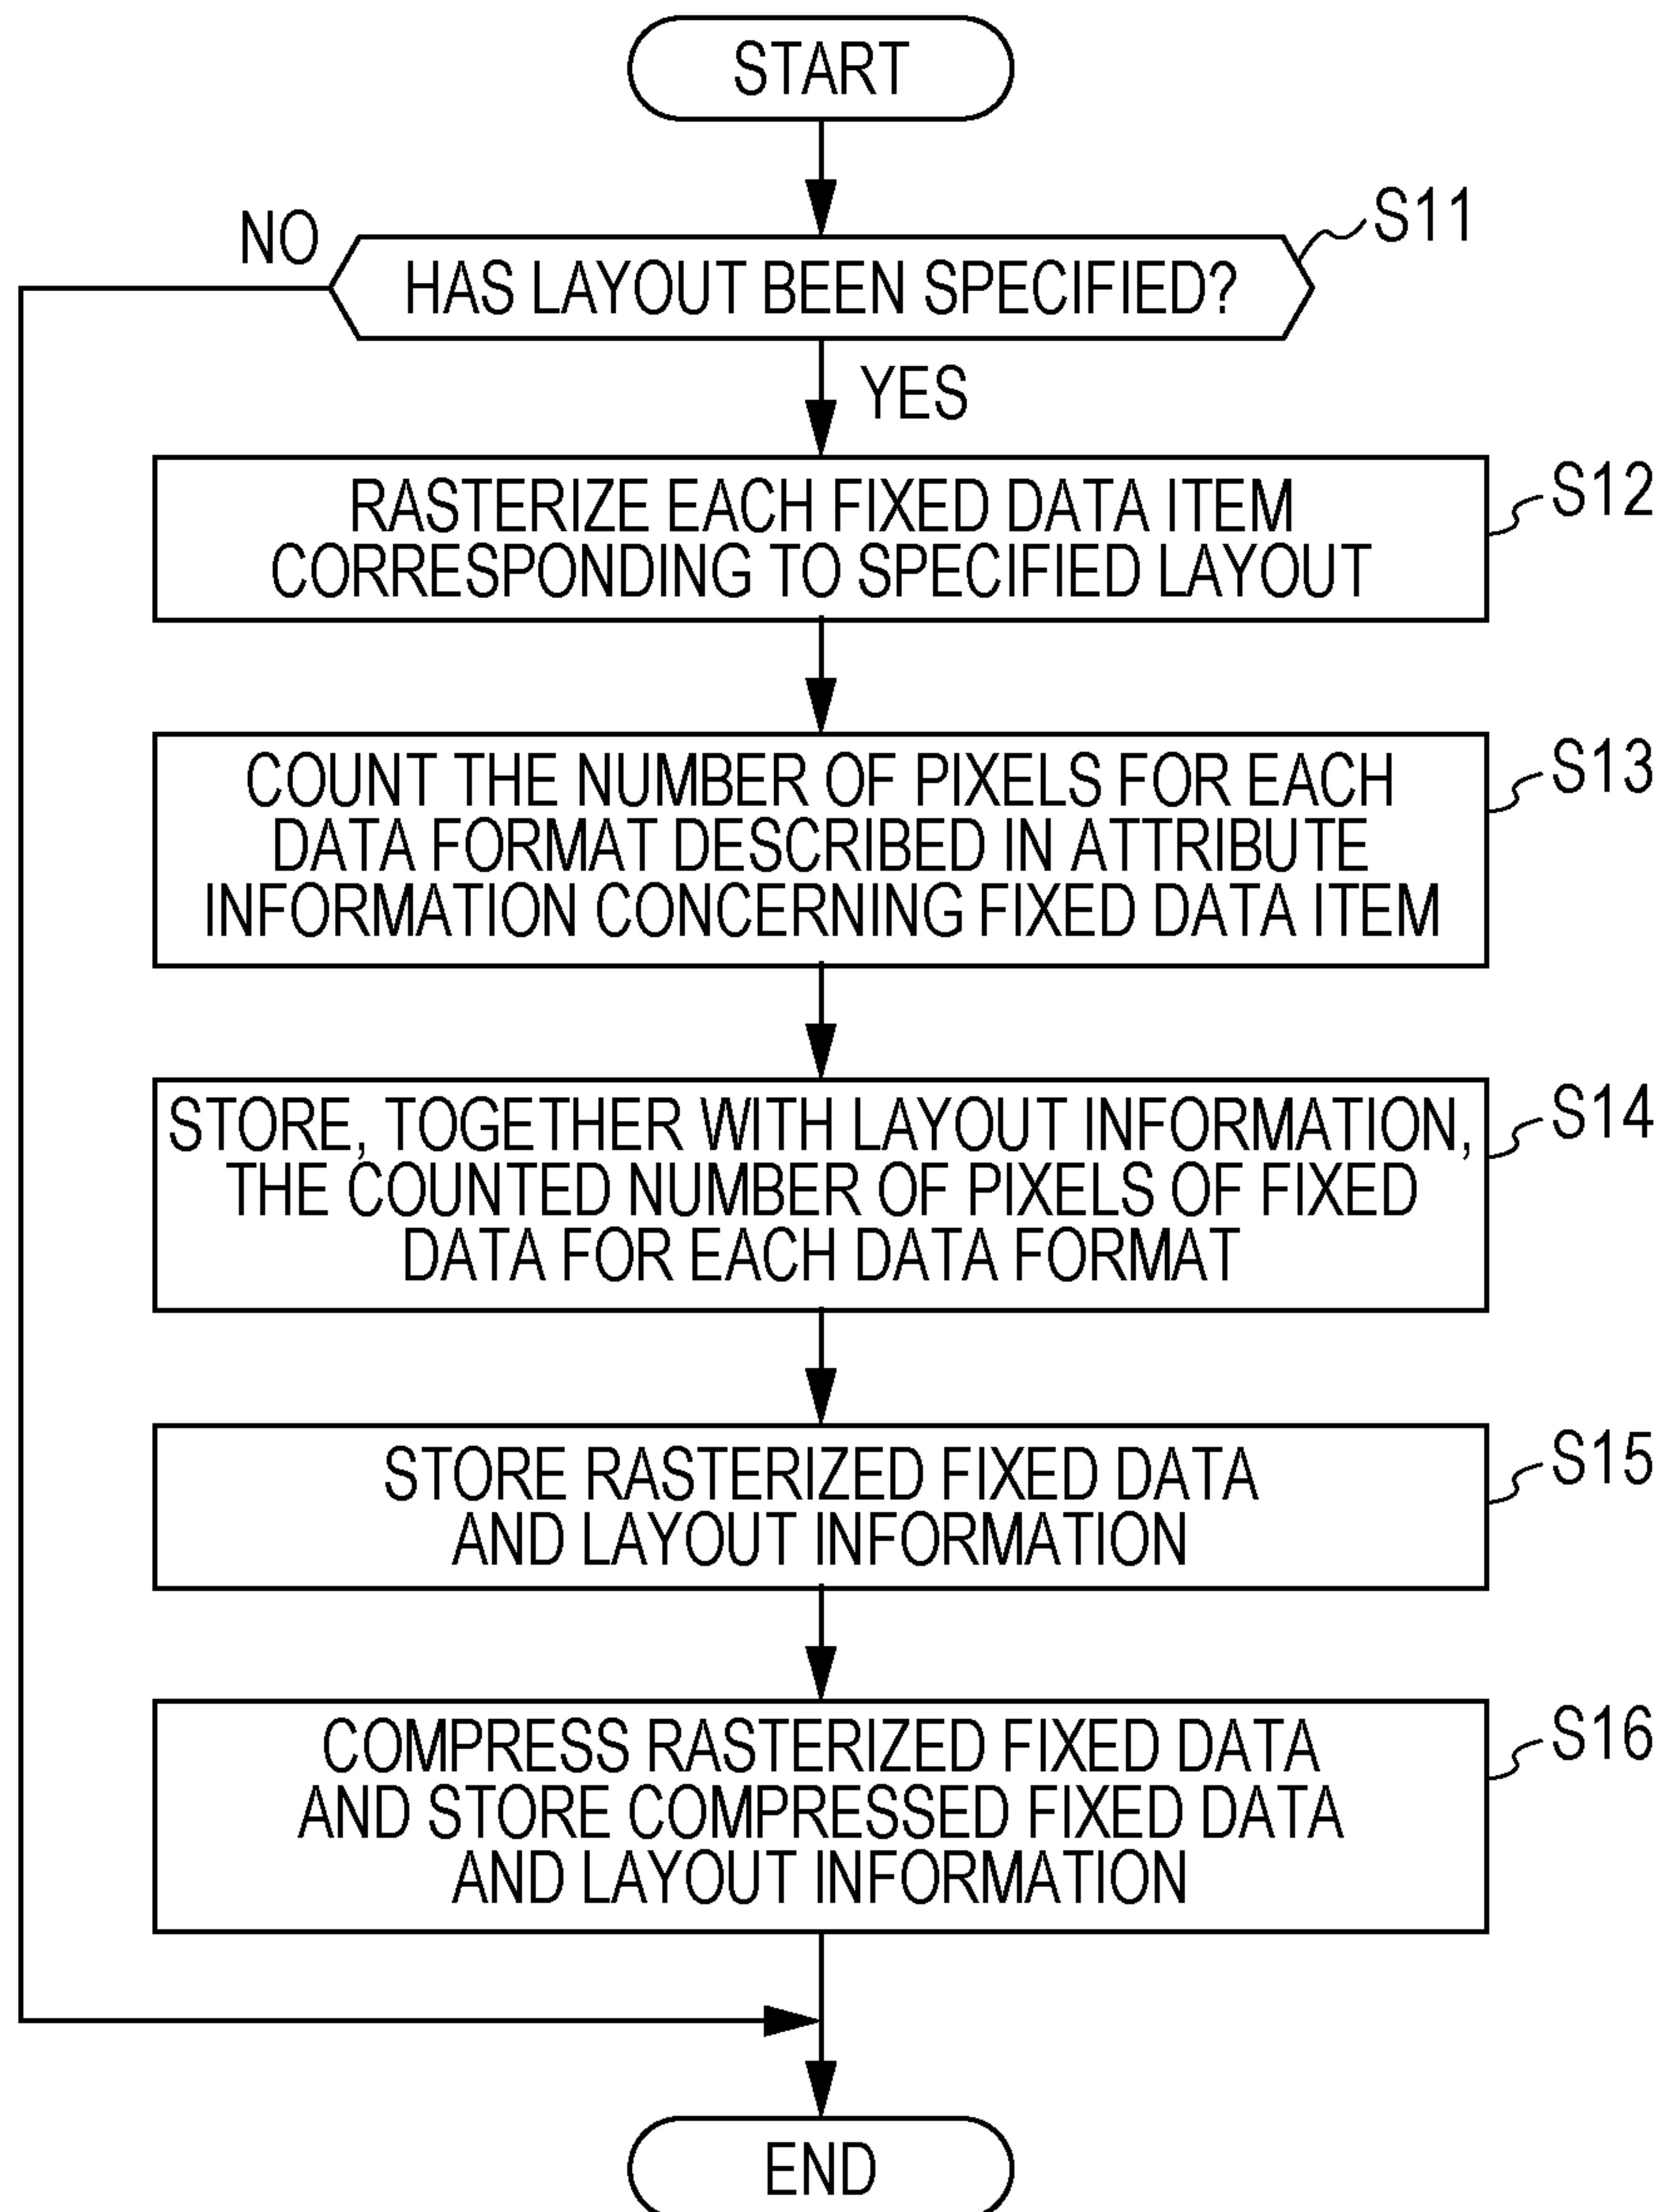 START
NO
S11
HAS LAYOUT BEEN SPECIFIED?
YES
S12
RASTERIZE EACH FIXED DATA ITEM
CORRESPONDING TO SPECIFIED LAYOUT
S13
COUNT THE NUMBER OF PIXELS FOR EACH
DATA FORMAT DESCRIBED IN ATTRIBUTE
INFORMATION CONCERNING FIXED DATA ITEM
S14
STORE, TOGETHER WITH LAYOUT INFORMATION,
THE COUNTED NUMBER OF PIXELS OF FIXED
DATA FOR EACH DATA FORMAT
S15
STORE RASTERIZED FIXED DATA
AND LAYOUT INFORMATION
S16
COMPRESS RASTERIZED FIXED DATA
AND STORE COMPRESSED FIXED DATA
AND LAYOUT INFORMATION
END